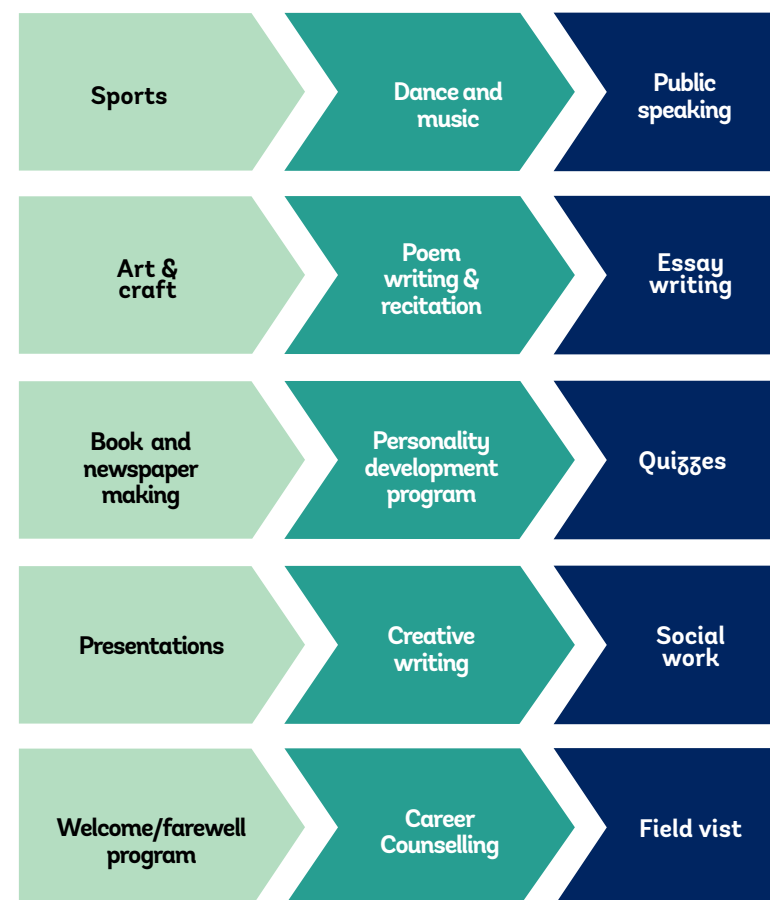 Sports
Dance and
music
Public
speaking
Art &
craft
Poem
writing &
recitation
Essay
writing
Book and
newspaper
making
Personality
development
program
Quizzes
Presentations
Creative
writing
Social
work
Welcome/farewell
program
Career
Counselling
Field vist